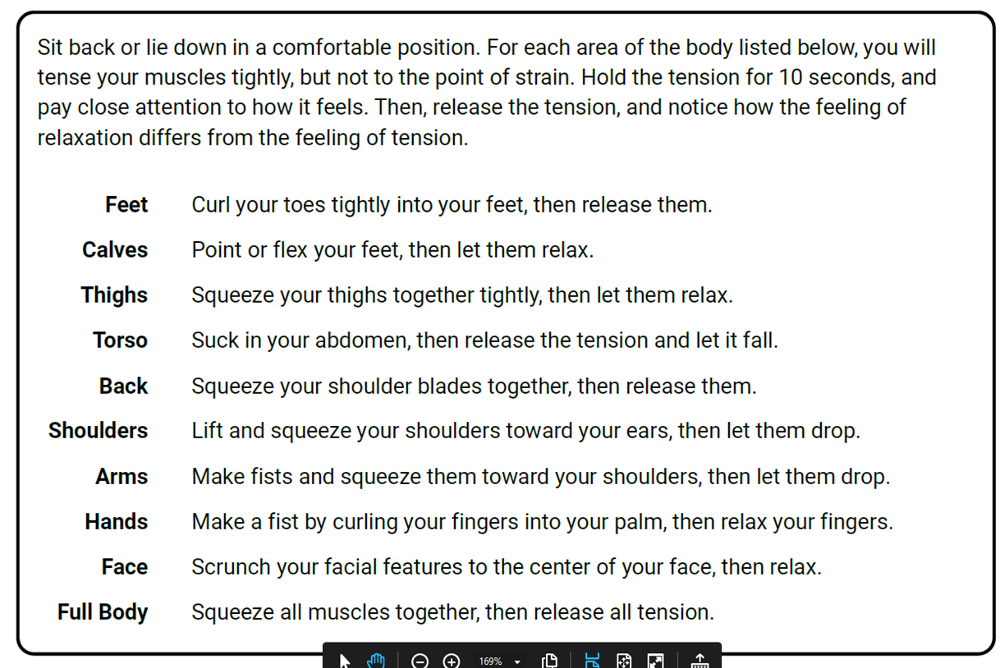 Sit back or lie down in a comfortable position. For each area of the body listed below, you will
tense your muscles tightly, but not to the point of strain. Hold the tension for 10 seconds, and
pay close attention to how it feels. Then, release the tension, and notice how the feeling of
relaxation differs from the feeling of tension.
Feet Curl your toes tightly into your feet, then release them.
Calves Point or flex your feet, then let them relax.
Thighs Squeeze your thighs together tightly, then let them relax.
Torso Suck in your abdomen, then release the tension and let it fall.
Back Squeeze your shoulder blades together, then release them.
Shoulders Lift and squeeze your shoulders toward your ears, then let them drop.
Arms Make fists and squeeze them toward your shoulders, then let them drop.
Hands Make a fist by curling your fingers into your palm, then relax your fingers.
Face Scrunch your facial features to the center of your face, then relax.
Full Body Squeeze all muscles together, then release all tension.
169%